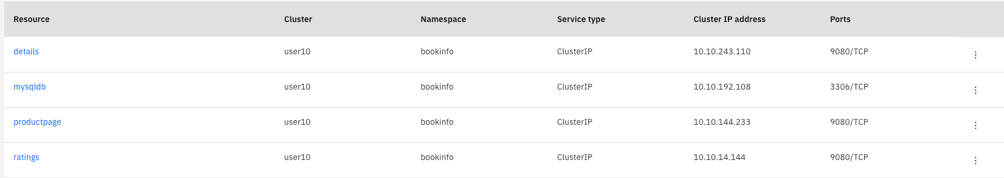 Resource Cluster Namespace Service type Cluster IP address Ports
details user10 bookinfo ClusterIP 10.10.243.110 9080/TCP
mysqldb user10 bookinfo ClusterIP 10.10.192.108 3306/TCP
productpage user10 bookinfo ClusterIP 10.10.144.233 9080/TCP
ratings user10 bookinfo ClusterIP 10.10.14.144 9080/TCP